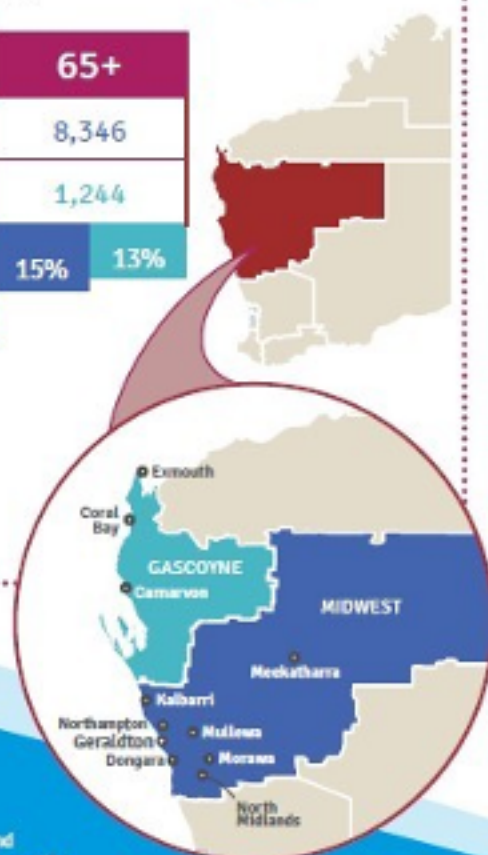 65+
8,346
1,244
15% 13%
Exmouth
Coral
Bay
GASCOYNE
Carnarvon
MIDWEST
Meekatharra
Kalbarri
Northampton
Mullewa
Geraldton
Dongara
Morawa
North
Midlands